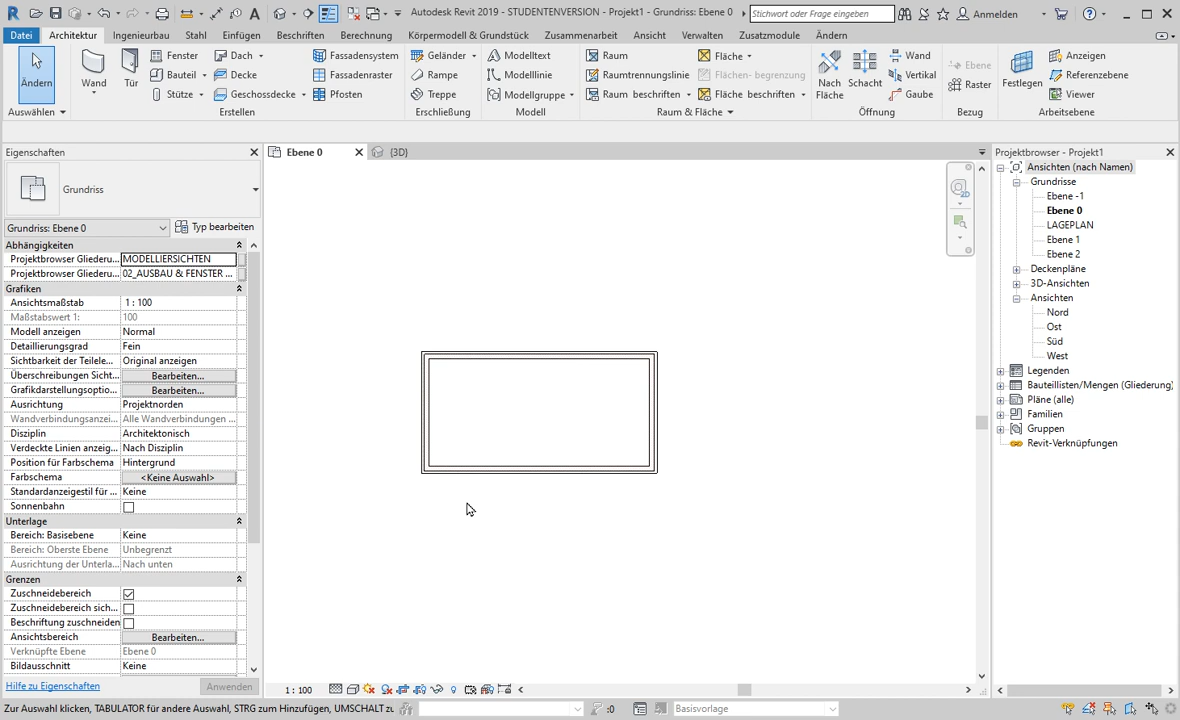 Autodesk Revit 2019 - STUDENTENVERSION - Projekt1 - Grundriss: Ebene 0
Stichwort oder Frage eingeben
Anmelden
Datei Architektur Ingenieurbau Stahl Einfügen Beschriften Berechnung Körpermodell & Grundstück Zusammenarbeit Ansicht Verwalten Zusatzmodule Ändern
Ändern
Auswählen
Wand
Tür
Fenster
Bauteil
Stütze
Dach
Decke
Geschossdecke
Fassadensystem
Fassadenraster
Pfosten
Erstellen
Geländer
Rampe
Treppe
Erschließung
Modelltext
Modelllinie
Modellgruppe
Modell
Raum
Raumtrennungslinie
Raum beschriften
Fläche
Flächen- begrenzung
Fläche beschriften
Raum & Fläche
Nach Fläche
Schacht
Wand
Vertikal
Gaube
Öffnung
Ebene
Raster
Bezug
Festlegen
Anzeigen
Referenzebene
Viewer
Arbeitsebene
Eigenschaften
Grundriss
Grundriss: Ebene 0
Typ bearbeiten
Abhängigkeiten
Projektbrowser Gliederu... MODELLIERSICHTEN
Projektbrowser Gliederu... 02_AUSBAU & FENSTER ...
Grafiken
Ansichtsmaßstab 1 : 100
Maßstabswert 1: 100
Modell anzeigen Normal
Detaillierungsgrad Fein
Sichtbarkeit der Teilele... Original anzeigen
Überschreibungen Sicht... Bearbeiten...
Grafikdarstellungsoptio... Bearbeiten...
Ausrichtung Projektnorden
Wandverbindungsanzei... Alle Wandverbindungen ...
Disziplin Architektonisch
Verdeckte Linien anzeig... Nach Disziplin
Position für Farbschema Hintergrund
Farbschema <Keine Auswahl>
Standardanzeigestil für ... Keine
Sonnenbahn
Unterlage
Bereich: Basisebene Keine
Bereich: Oberste Ebene Unbegrenzt
Ausrichtung der Unterla... Nach unten
Grenzen
Zuschneidebereich
Zuschneidebereich sich...
Beschriftung zuschneiden
Ansichtsbereich Bearbeiten...
Verknüpfte Ebene Ebene 0
Bildausschnitt Keine
Hilfe zu Eigenschaften
Anwenden
Ebene 0
{3D}
2D
1 : 100
Projektbrowser - Projekt1
Ansichten (nach Namen)
Grundrisse
Ebene -1
Ebene 0
LAGEPLAN
Ebene 1
Ebene 2
Deckenpläne
3D-Ansichten
Ansichten
Nord
Ost
Süd
West
Legenden
Bauteillisten/Mengen (Gliederung)
Pläne (alle)
Familien
Gruppen
Revit-Verknüpfungen
Zur Auswahl klicken, TABULATOR für andere Auswahl, STRG zum Hinzufügen, UMSCHALT zu
:0
Basisvorlage